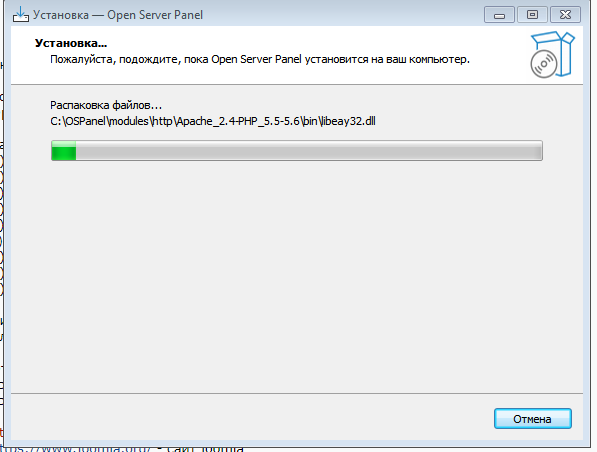 Установка — Open Server Panel
Установка...
Пожалуйста, подождите, пока Open Server Panel установится на ваш компьютер.
Распаковка файлов...
C:\OSPanel\modules\http\Apache_2.4-PHP_5.5-5.6\bin\libeay32.dll
Отмена